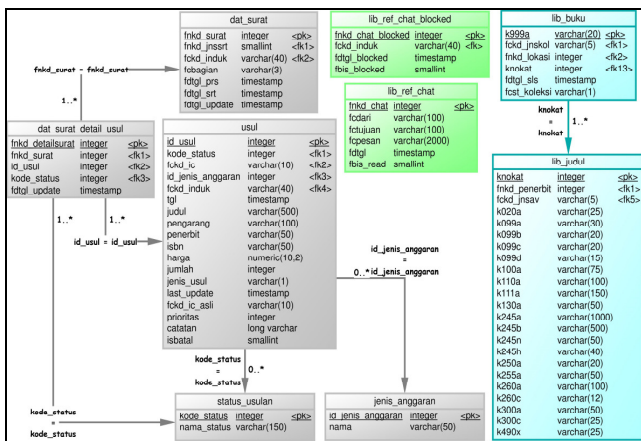 dat_surat
fnkd_surat integer <pk>
fckd_jnssrt smallint <fk1>
fckd_induk varchar(40) <fk2>
fcbagian varchar(3)
fdtgl_prs timestamp
fdtgl_srt timestamp
fdtgl_update timestamp
lib_ref_chat_blocked
fnkd_chat_blocked integer <pk>
fckd_induk varchar(40) <fk>
fdtgl_blocked timestamp
fbis_blocked smallint
lib_buku
k999a varchar(20) <pk>
fckd_jnskol varchar(5) <fk1>
fnkd_lokasi integer <fk2>
knokat integer <fk13>
fdtgl_sls timestamp
fcst_koleksi varchar(1)
fnkd_surat = fnkd_surat
1..*
lib_ref_chat
fnkd_chat integer <pk>
fcdari varchar(100)
fctujuan varchar(100)
fcpesan varchar(2000)
fdtgl timestamp
fbis_read smallint
knokat
=
knokat
1..*
dat_surat_detail_usul
fnkd_detailsurat integer <pk>
fnkd_surat integer <fk1>
id_usul integer <fk2>
kode_status integer <fk3>
fdtgl_update timestamp
1..*
1..*
id_usul = id_usul
usul
id_usul integer <pk>
kode_status integer <fk1>
fckd_ic varchar(10) <fk2>
id_jenis_anggaran integer <fk3>
fckd_induk varchar(40) <fk4>
tgl timestamp
judul varchar(500)
pengarang varchar(100)
penerbit varchar(50)
isbn varchar(50)
harga numeric(10,2)
jumlah integer
jenis_usul varchar(1)
last_update timestamp
fckd_ic_asli varchar(10)
prioritas integer
catatan long varchar
isbatal smallint
id_jenis_anggaran
=
id_jenis_anggaran
0..*
lib_judul
knokat integer <pk>
fnkd_penerbit integer <fk1>
fckd_jnsav varchar(5) <fk5>
k020a varchar(25)
k099a varchar(30)
k099b varchar(20)
k099c varchar(20)
k099d varchar(15)
k100a varchar(75)
k110a varchar(100)
k111a varchar(150)
k130a varchar(50)
k245a varchar(1000)
k245b varchar(500)
k245n varchar(50)
k245h varchar(40)
k250a varchar(20)
k255a varchar(50)
k260a varchar(100)
k260c varchar(12)
k300a varchar(50)
k300c varchar(25)
k490x varchar(25)
kode_status
=
kode_status
0..*
kode_status
=
kode_status
status_usulan
kode_status integer <pk>
nama_status varchar(150)
jenis_anggaran
id_jenis_anggaran integer <pk>
nama varchar(50)